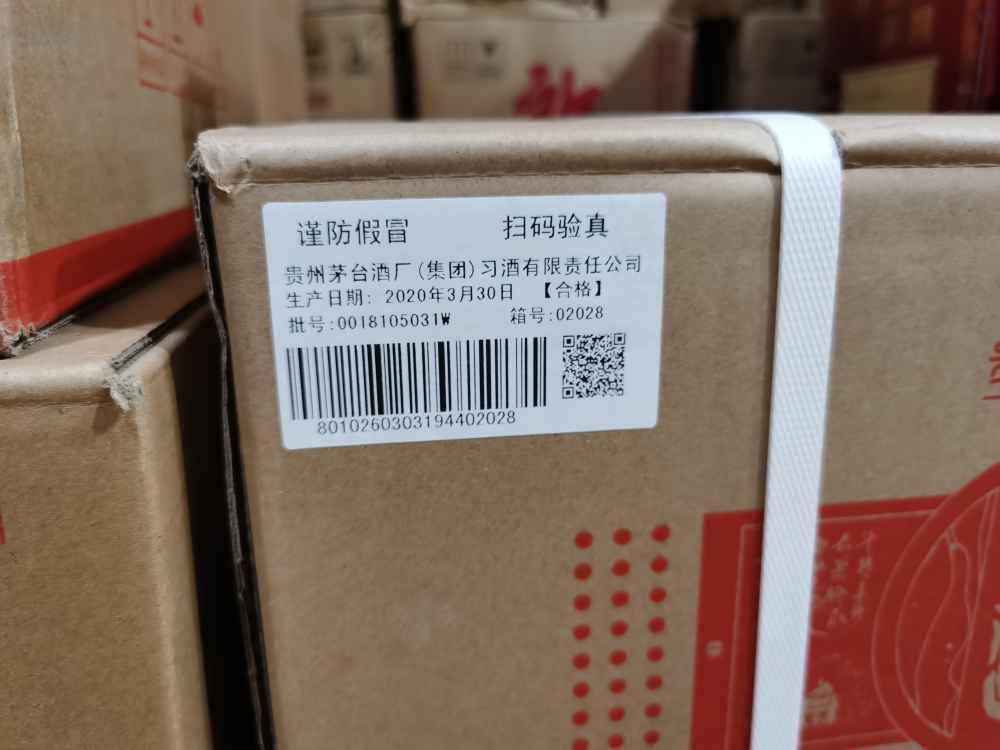 谨防假冒 扫码验真
贵州茅台酒厂(集团)习酒有限责任公司
生产日期: 2020年3月30日 【合格】
批号:0018105031W 箱号:02028
8010260303194402028